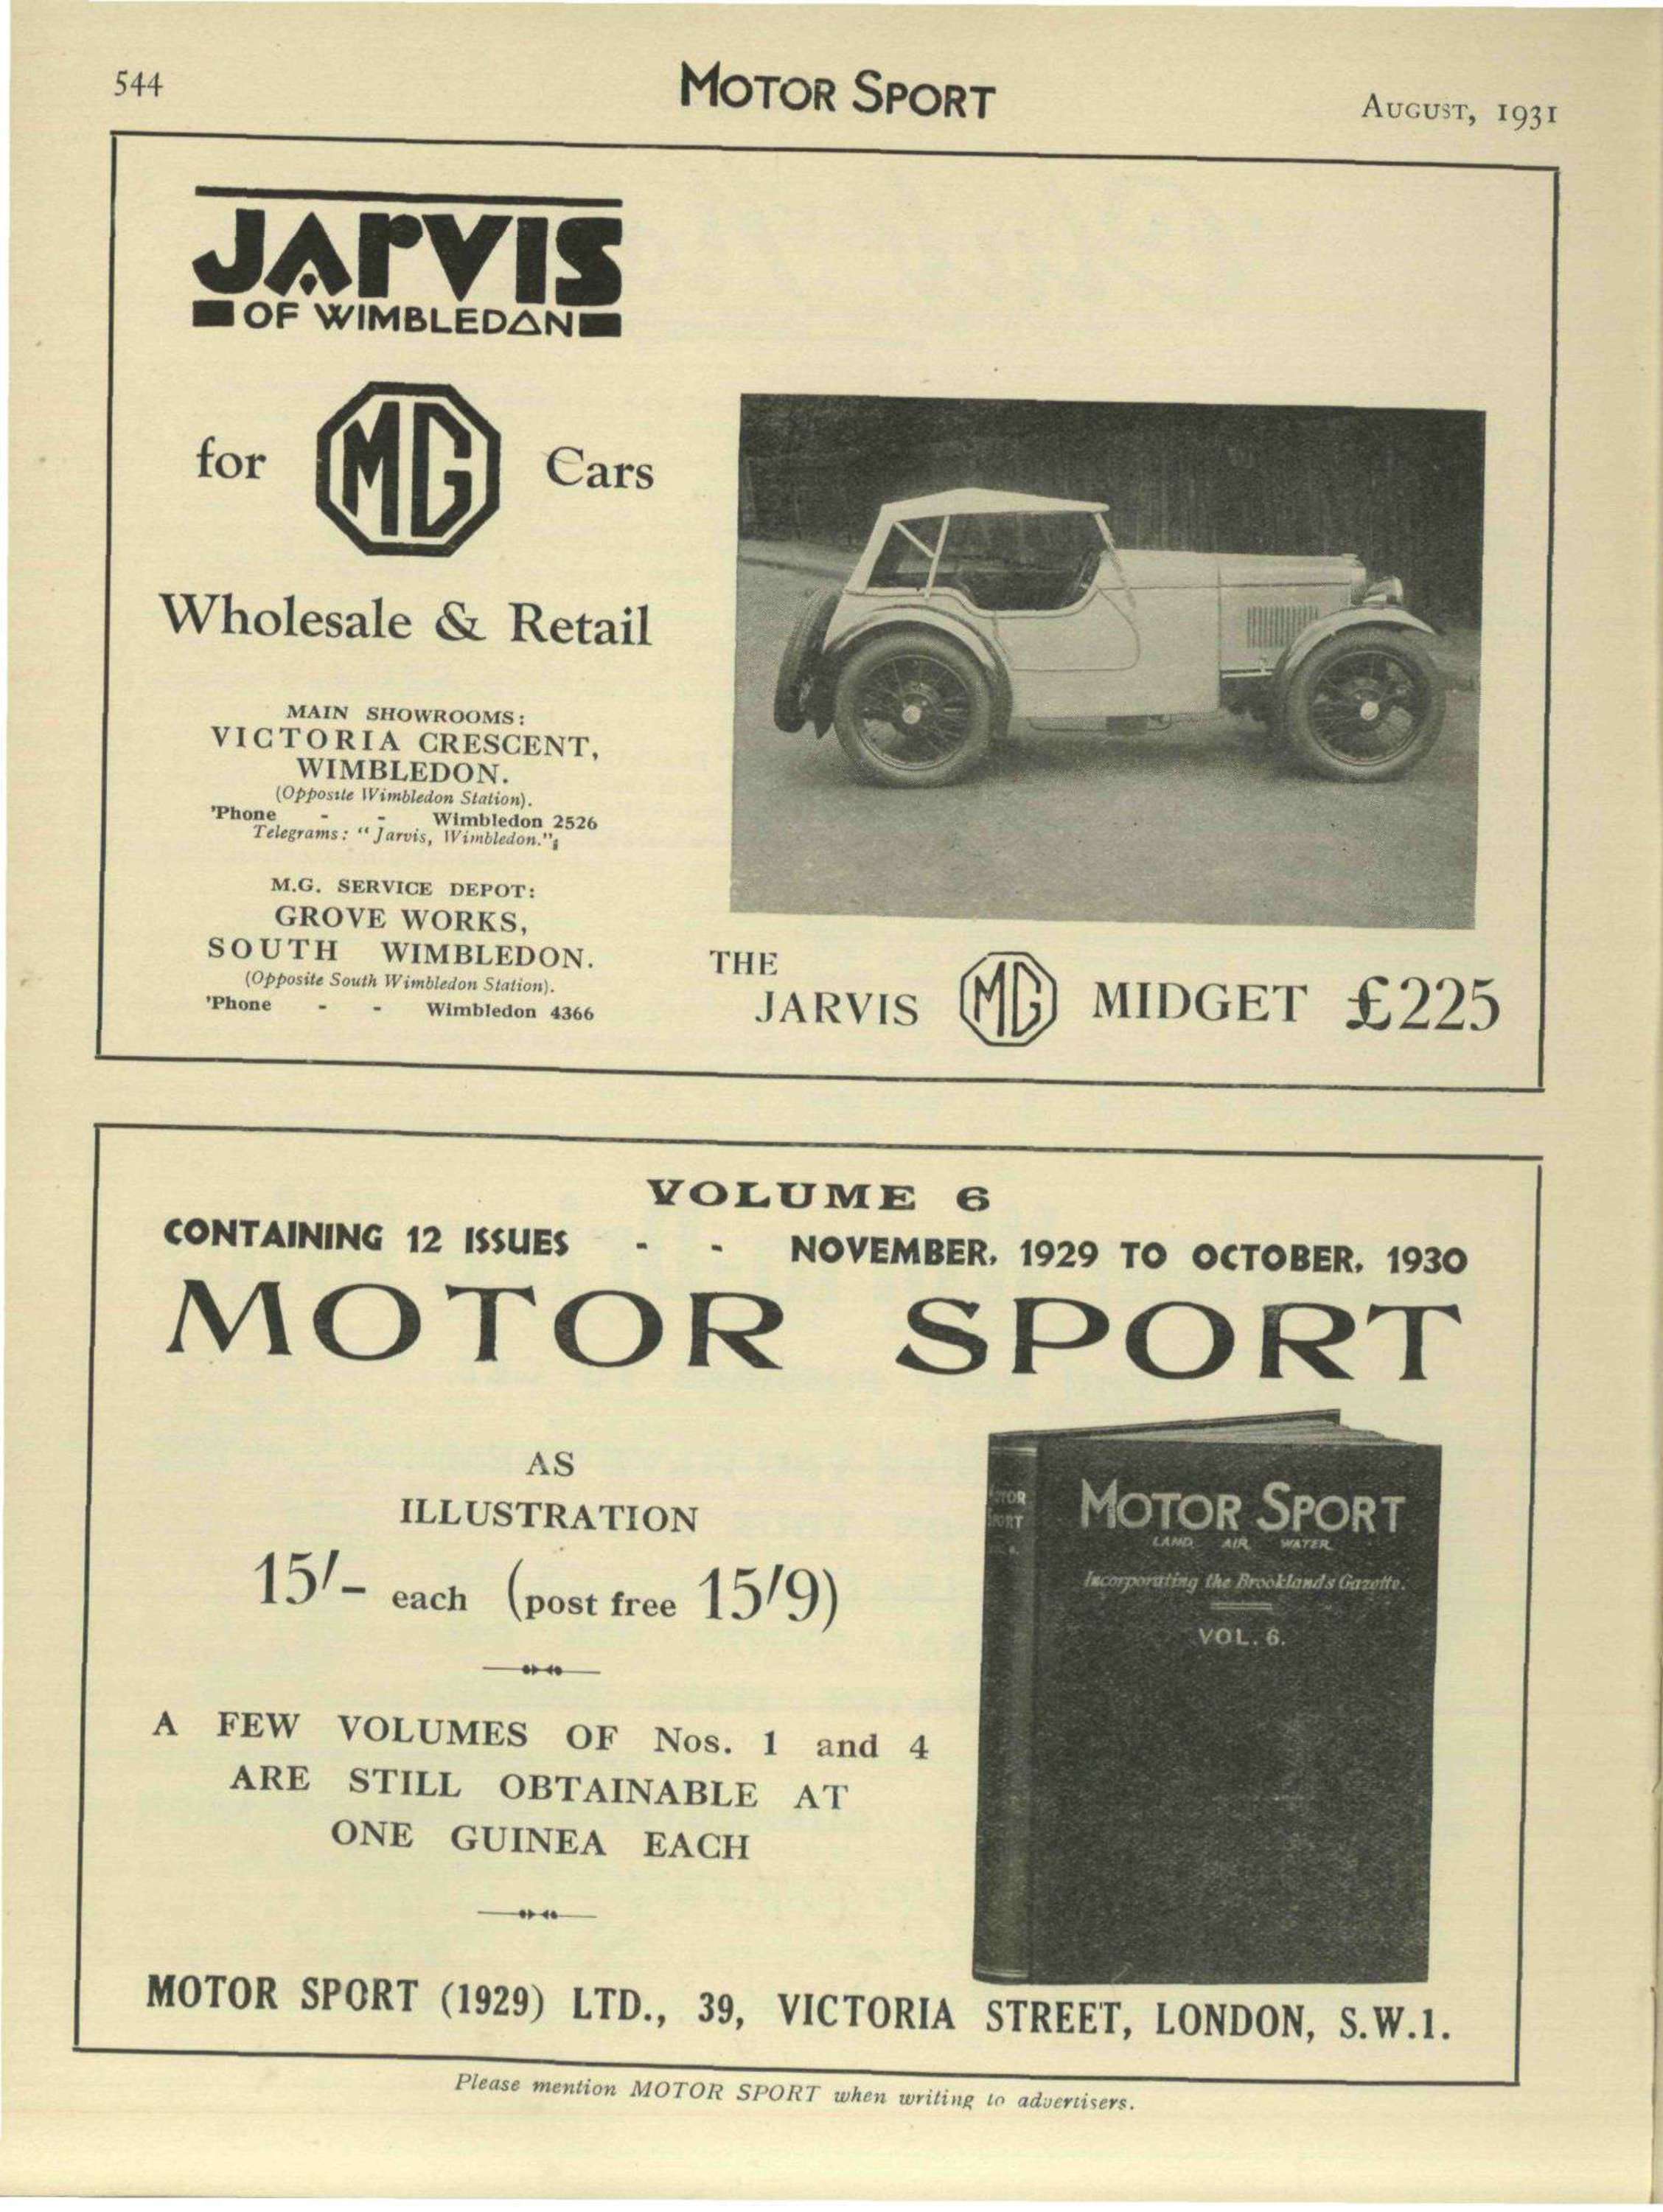 544
MOTOR SPORT
AUGUST, 1931
JARVIS
OF WIMBLEDON
for MG Cars
Wholesale & Retail
MAIN SHOWROOMS:
VICTORIA CRESCENT,
WIMBLEDON.
(Opposite Wimbledon Station).
'Phone - - Wimbledon 2526
Telegrams: "Jarvis, Wimbledon."
M.G. SERVICE DEPOT:
GROVE WORKS,
SOUTH WIMBLEDON.
(Opposite South Wimbledon Station).
'Phone - - Wimbledon 4366
THE
JARVIS MG MIDGET £225
VOLUME 6
CONTAINING 12 ISSUES - - NOVEMBER, 1929 TO OCTOBER, 1930
MOTOR SPORT
AS
ILLUSTRATION
15/- each (post free 15/9)
A FEW VOLUMES OF Nos. 1 and 4
ARE STILL OBTAINABLE AT
ONE GUINEA EACH
MOTOR SPORT
LAND AIR WATER
Incorporating the Brooklands Gazette.
VOL. 6.
MOTOR SPORT (1929) LTD., 39, VICTORIA STREET, LONDON, S.W.1.
Please mention MOTOR SPORT when writing to advertisers.